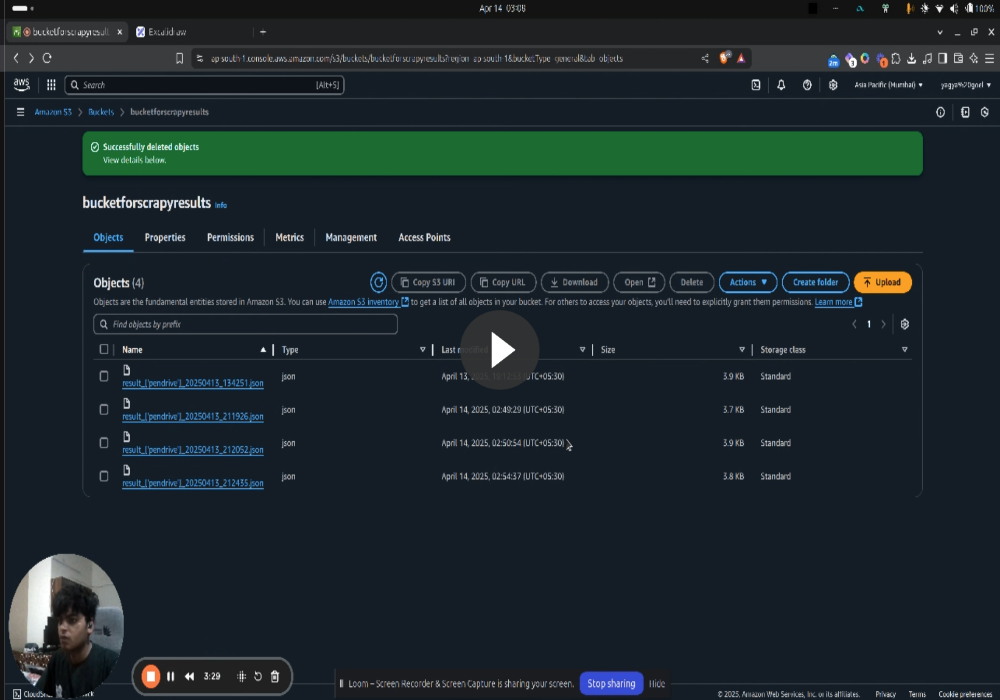 Apr 14 03:08
100%
bucketforscrapyresult
Excalidraw
ap-south-1.console.aws.amazon.com/s3/buckets/bucketforscrapyresults?region=ap-south-1&bucketType=general&tab=objects
aws
Search
[Alt+S]
Asia Pacific (Mumbai)
yagya%20goel
Amazon S3 > Buckets > bucketforscrapyresults
Successfully deleted objects
View details below.
bucketforscrapyresults Info
Objects
Properties
Permissions
Metrics
Management
Access Points
Objects (4)
Copy S3 URI
Copy URL
Download
Open
Delete
Actions
Create folder
Upload
Objects are the fundamental entities stored in Amazon S3. You can use Amazon S3 inventory to get a list of all objects in your bucket. For others to access your objects, you'll need to explicitly grant them permissions. Learn more
Find objects by prefix
1
Name
Type
Size
Storage class
result_['pendrive']_20250413_134251.json
json
April 13, 2025, (UTC+05:30)
3.9 KB
Standard
result_['pendrive']_20250413_211926.json
json
April 14, 2025, 02:49:29 (UTC+05:30)
3.7 KB
Standard
result_['pendrive']_20250413_212052.json
json
April 14, 2025, 02:50:54 (UTC+05:30)
3.9 KB
Standard
result_['pendrive']_20250413_212435.json
json
April 14, 2025, 02:54:37 (UTC+05:30)
3.8 KB
Standard
3:29
Loom – Screen Recorder & Screen Capture is sharing your screen.
Stop sharing
Hide
© 2025, Amazon Web Services, Inc. or its affiliates.
Privacy
Terms
Cookie preferences